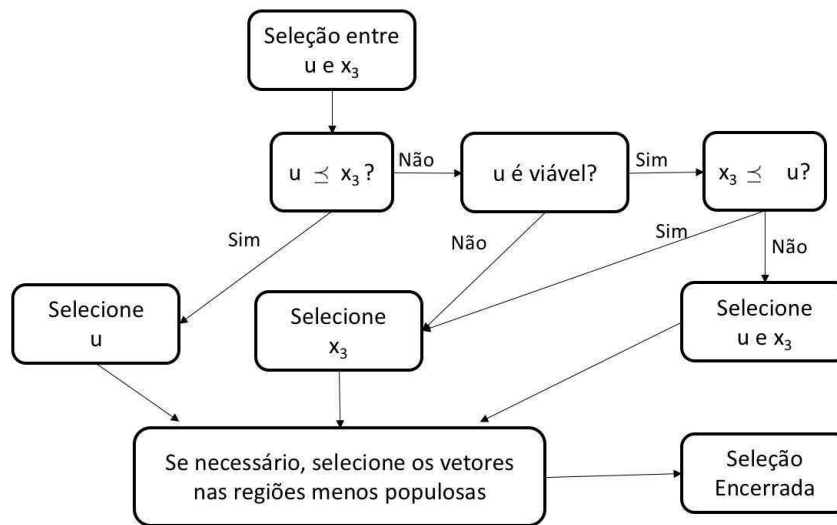 Seleção entre
u e x₃
u ⪯ x₃?
Não
u é viável?
Sim
x₃ ⪯ u?
Sim
Não
Sim
Não
Selecione
u
Selecione
x₃
Selecione
u e x₃
Se necessário, selecione os vetores
nas regiões menos populosas
Seleção
Encerrada